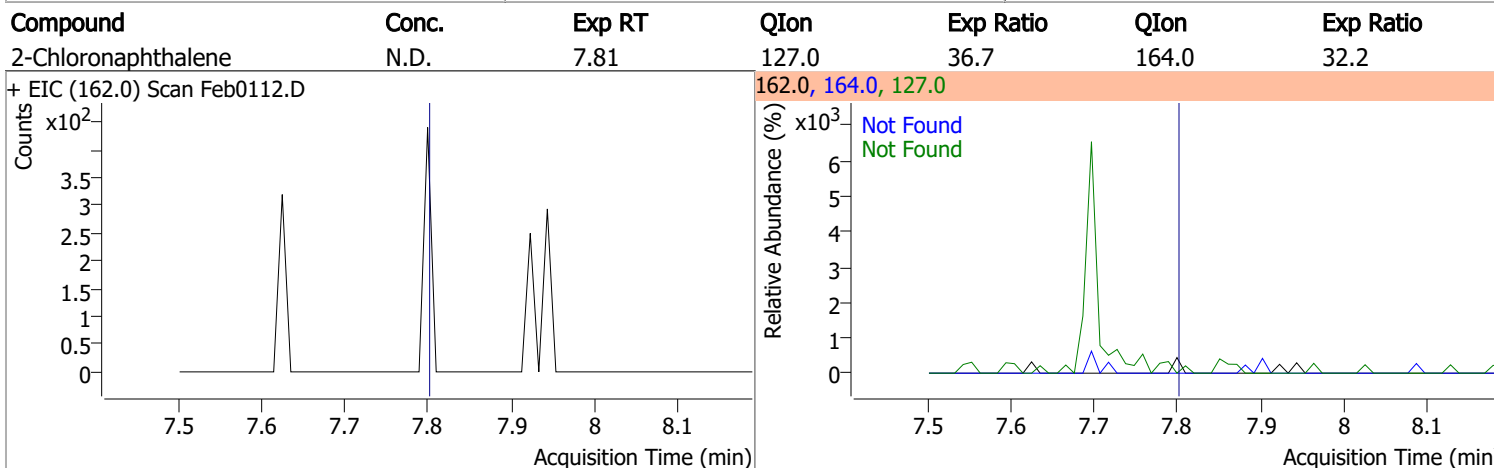 Compound Conc. Exp RT QIon Exp Ratio QIon Exp Ratio
2-Chloronaphthalene N.D. 7.81 127.0 36.7 164.0 32.2
+ EIC (162.0) Scan Feb0112.D
Counts
x10²
3.5
3
2.5
2
1.5
1
0.5
0
7.5 7.6 7.7 7.8 7.9 8 8.1
Acquisition Time (min)
162.0, 164.0, 127.0
Relative Abundance (%)
x10³
Not Found
Not Found
6
5
4
3
2
1
0
7.5 7.6 7.7 7.8 7.9 8 8.1
Acquisition Time (min)